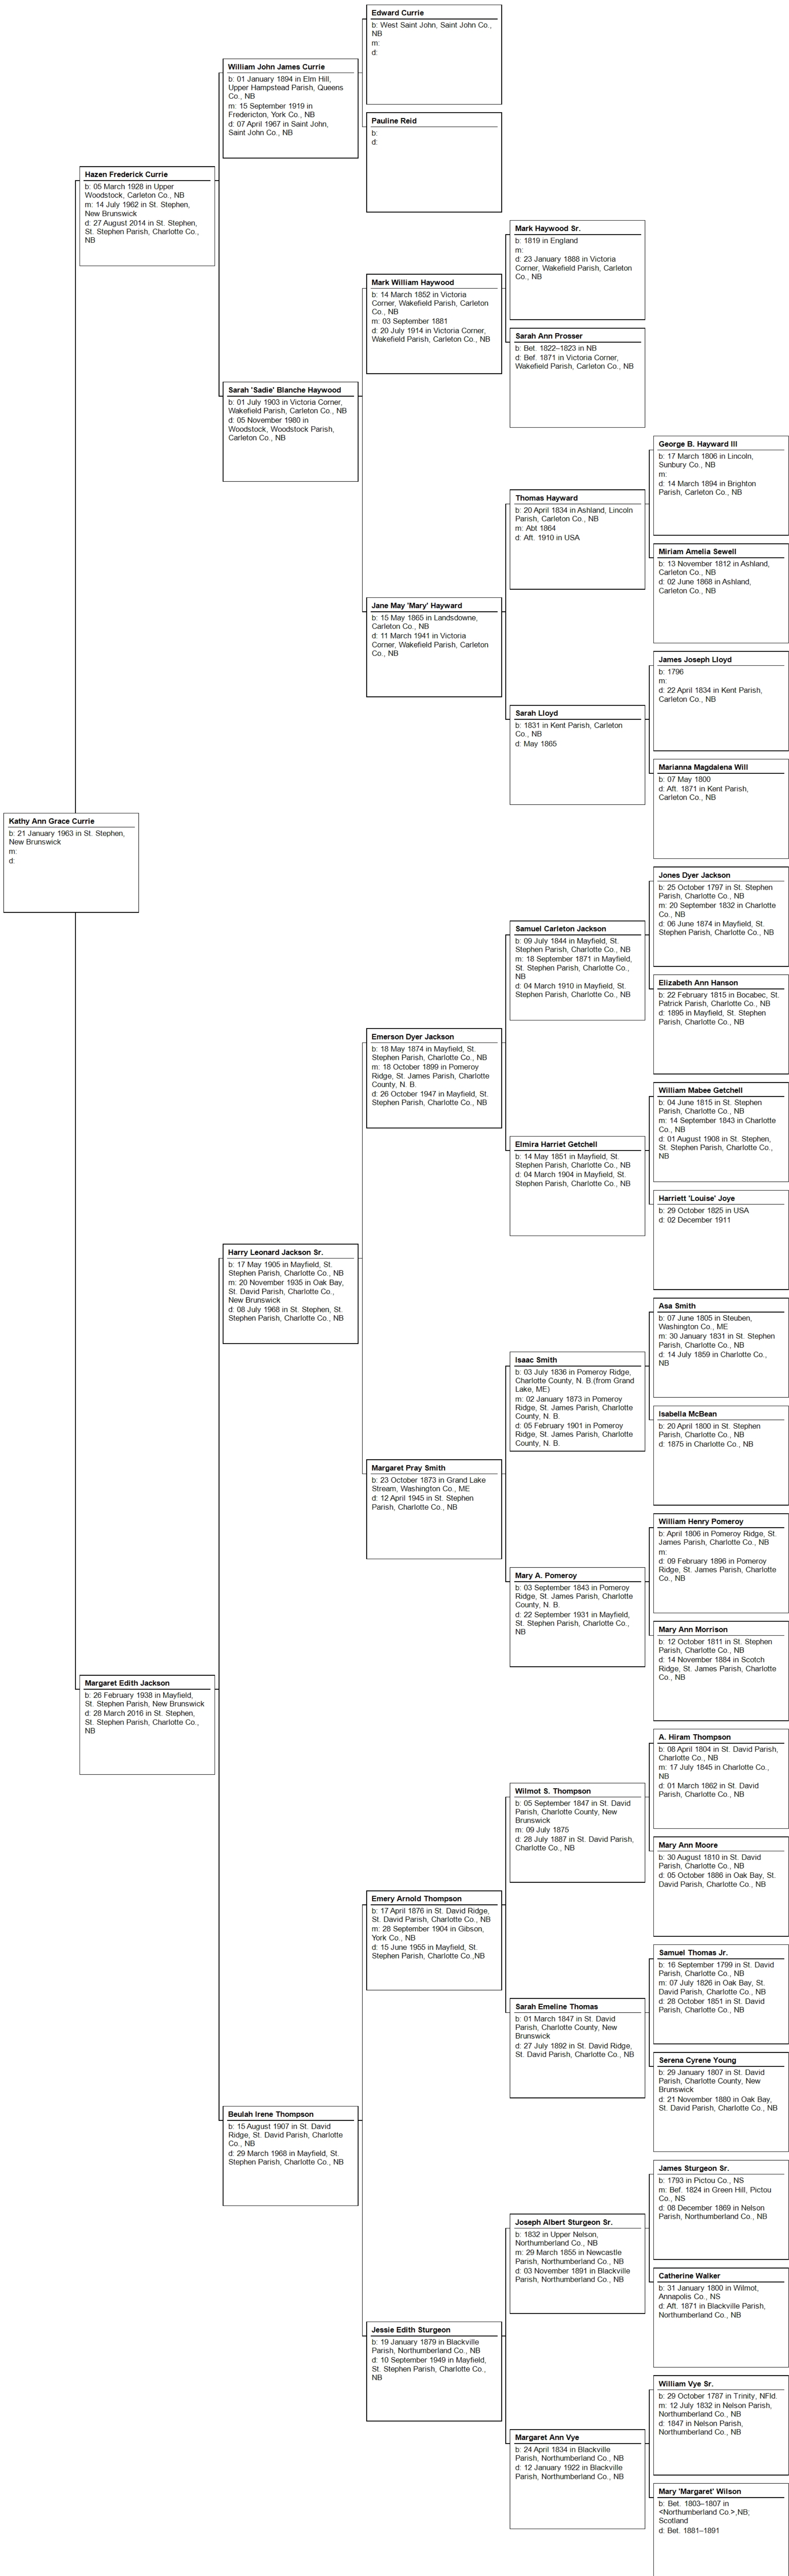 Edward Currie
b: West Saint John, Saint John Co.,
NB
m:
d:
William John James Currie
b: 01 January 1894 in Elm Hill,
Upper Hampstead Parish, Queens
Co., NB
m: 15 September 1919 in
Fredericton, York Co., NB
d: 07 April 1967 in Saint John,
Saint John Co., NB
Pauline Reid
b:
d:
Hazen Frederick Currie
b: 05 March 1928 in Upper
Woodstock, Carleton Co., NB
m: 14 July 1962 in St. Stephen,
New Brunswick
d: 27 August 2014 in St. Stephen,
St. Stephen Parish, Charlotte Co.,
NB
Mark Haywood Sr.
b: 1819 in England
m:
d: 23 January 1888 in Victoria
Corner, Wakefield Parish, Carleton
Co., NB
Mark William Haywood
b: 14 March 1852 in Victoria
Corner, Wakefield Parish, Carleton
Co., NB
m: 03 September 1881
d: 20 July 1914 in Victoria Corner,
Wakefield Parish, Carleton Co., NB
Sarah Ann Prosser
b: Bet. 1822–1823 in NB
d: Bef. 1871 in Victoria Corner,
Wakefield Parish, Carleton Co., NB
Sarah 'Sadie' Blanche Haywood
b: 01 July 1903 in Victoria Corner,
Wakefield Parish, Carleton Co., NB
d: 05 November 1980 in
Woodstock, Woodstock Parish,
Carleton Co., NB
George B. Hayward III
b: 17 March 1806 in Lincoln,
Sunbury Co., NB
m:
d: 14 March 1894 in Brighton
Parish, Carleton Co., NB
Thomas Hayward
b: 20 April 1834 in Ashland, Lincoln
Parish, Carleton Co., NB
m: Abt 1864
d: Aft. 1910 in USA
Miriam Amelia Sewell
b: 13 November 1812 in Ashland,
Carleton Co., NB
d: 02 June 1868 in Ashland,
Carleton Co., NB
Jane May 'Mary' Hayward
b: 15 May 1865 in Landsdowne,
Carleton Co., NB
d: 11 March 1941 in Victoria
Corner, Wakefield Parish, Carleton
Co., NB
James Joseph Lloyd
b: 1796
m:
d: 22 April 1834 in Kent Parish,
Carleton Co., NB
Sarah Lloyd
b: 1831 in Kent Parish, Carleton
Co., NB
d: May 1865
Marianna Magdalena Will
b: 07 May 1800
d: Aft. 1871 in Kent Parish,
Carleton Co., NB
Kathy Ann Grace Currie
b: 21 January 1963 in St. Stephen,
New Brunswick
m:
d:
Jones Dyer Jackson
b: 25 October 1797 in St. Stephen
Parish, Charlotte Co., NB
m: 20 September 1832 in Charlotte
Co., NB
d: 06 June 1874 in Mayfield, St.
Stephen Parish, Charlotte Co., NB
Samuel Carleton Jackson
b: 09 July 1844 in Mayfield, St.
Stephen Parish, Charlotte Co., NB
m: 18 September 1871 in Mayfield,
St. Stephen Parish, Charlotte Co.,
NB
d: 04 March 1910 in Mayfield, St.
Stephen Parish, Charlotte Co., NB
Elizabeth Ann Hanson
b: 22 February 1815 in Bocabec, St.
Patrick Parish, Charlotte Co., NB
d: 1895 in Mayfield, St. Stephen
Parish, Charlotte Co., NB
Emerson Dyer Jackson
b: 18 May 1874 in Mayfield, St.
Stephen Parish, Charlotte Co., NB
m: 18 October 1899 in Pomeroy
Ridge, St. James Parish, Charlotte
County, N. B.
d: 26 October 1947 in Mayfield, St.
Stephen Parish, Charlotte Co., NB
William Mabee Getchell
b: 04 June 1815 in St. Stephen
Parish, Charlotte Co., NB
m: 14 September 1843 in Charlotte
Co., NB
d: 01 August 1908 in St. Stephen,
St. Stephen Parish, Charlotte Co.,
NB
Elmira Harriet Getchell
b: 14 May 1851 in Mayfield, St.
Stephen Parish, Charlotte Co., NB
d: 04 March 1904 in Mayfield, St.
Stephen Parish, Charlotte Co., NB
Harriett 'Louise' Joye
b: 29 October 1825 in USA
d: 02 December 1911
Harry Leonard Jackson Sr.
b: 17 May 1905 in Mayfield, St.
Stephen Parish, Charlotte Co., NB
m: 20 November 1935 in Oak Bay,
St. David Parish, Charlotte Co.,
New Brunswick
d: 08 July 1968 in St. Stephen, St.
Stephen Parish, Charlotte Co., NB
Asa Smith
b: 07 June 1805 in Steuben,
Washington Co., ME
m: 30 January 1831 in St. Stephen
Parish, Charlotte Co., NB
d: 14 July 1859 in Charlotte Co.,
NB
Isaac Smith
b: 03 July 1836 in Pomeroy Ridge,
Charlotte County, N. B.(from Grand
Lake, ME)
m: 02 January 1873 in Pomeroy
Ridge, St. James Parish, Charlotte
County, N. B.
d: 05 February 1901 in Pomeroy
Ridge, St. James Parish, Charlotte
County, N. B.
Isabella McBean
b: 20 April 1800 in St. Stephen
Parish, Charlotte Co., NB
d: 1875 in Charlotte Co., NB
Margaret Pray Smith
b: 23 October 1873 in Grand Lake
Stream, Washington Co., ME
d: 12 April 1945 in St. Stephen
Parish, Charlotte Co., NB
William Henry Pomeroy
b: April 1806 in Pomeroy Ridge, St.
James Parish, Charlotte Co., NB
m:
d: 09 February 1896 in Pomeroy
Ridge, St. James Parish, Charlotte
Co., NB
Mary A. Pomeroy
b: 03 September 1843 in Pomeroy
Ridge, St. James Parish, Charlotte
County, N. B.
d: 22 September 1931 in Mayfield,
St. Stephen Parish, Charlotte Co.,
NB
Mary Ann Morrison
b: 12 October 1811 in St. Stephen
Parish, Charlotte Co., NB
d: 14 November 1884 in Scotch
Ridge, St. James Parish, Charlotte
Co., NB
Margaret Edith Jackson
b: 26 February 1938 in Mayfield,
St. Stephen Parish, New Brunswick
d: 28 March 2016 in St. Stephen,
St. Stephen Parish, Charlotte Co.,
NB
A. Hiram Thompson
b: 08 April 1804 in St. David Parish,
Charlotte Co., NB
m: 17 July 1845 in Charlotte Co.,
NB
d: 01 March 1862 in St. David
Parish, Charlotte Co., NB
Wilmot S. Thompson
b: 05 September 1847 in St. David
Parish, Charlotte County, New
Brunswick
m: 09 July 1875
d: 28 July 1887 in St. David Parish,
Charlotte Co., NB
Mary Ann Moore
b: 30 August 1810 in St. David
Parish, Charlotte Co., NB
d: 05 October 1886 in Oak Bay, St.
David Parish, Charlotte Co., NB
Emery Arnold Thompson
b: 17 April 1876 in St. David Ridge,
St. David Parish, Charlotte Co., NB
m: 28 September 1904 in Gibson,
York Co., NB
d: 15 June 1955 in Mayfield, St.
Stephen Parish, Charlotte Co.,NB
Samuel Thomas Jr.
b: 16 September 1799 in St. David
Parish, Charlotte Co., NB
m: 07 July 1826 in Oak Bay, St.
David Parish, Charlotte Co., NB
d: 28 October 1851 in St. David
Parish, Charlotte Co., NB
Sarah Emeline Thomas
b: 01 March 1847 in St. David
Parish, Charlotte County, New
Brunswick
d: 27 July 1892 in St. David Ridge,
St. David Parish, Charlotte Co., NB
Serena Cyrene Young
b: 29 January 1807 in St. David
Parish, Charlotte County, New
Brunswick
d: 21 November 1880 in Oak Bay,
St. David Parish, Charlotte Co., NB
Beulah Irene Thompson
b: 15 August 1907 in St. David
Ridge, St. David Parish, Charlotte
Co., NB
d: 29 March 1968 in Mayfield, St.
Stephen Parish, Charlotte Co., NB
James Sturgeon Sr.
b: 1793 in Pictou Co., NS
m: Bef. 1824 in Green Hill, Pictou
Co., NS
d: 08 December 1869 in Nelson
Parish, Northumberland Co., NB
Joseph Albert Sturgeon Sr.
b: 1832 in Upper Nelson,
Northumberland Co., NB
m: 29 March 1855 in Newcastle
Parish, Northumberland Co., NB
d: 03 November 1891 in Blackville
Parish, Northumberland Co., NB
Catherine Walker
b: 31 January 1800 in Wilmot,
Annapolis Co., NS
d: Aft. 1871 in Blackville Parish,
Northumberland Co., NB
Jessie Edith Sturgeon
b: 19 January 1879 in Blackville
Parish, Northumberland Co., NB
d: 10 September 1949 in Mayfield,
St. Stephen Parish, Charlotte Co.,
NB
William Vye Sr.
b: 29 October 1787 in Trinity, NFld.
m: 12 July 1832 in Nelson Parish,
Northumberland Co., NB
d: 1847 in Nelson Parish,
Northumberland Co., NB
Margaret Ann Vye
b: 24 April 1834 in Blackville
Parish, Northumberland Co., NB
d: 12 January 1922 in Blackville
Parish, Northumberland Co., NB
Mary 'Margaret' Wilson
b: Bet. 1803–1807 in
<Northumberland Co.>,NB;
Scotland
d: Bet. 1881–1891